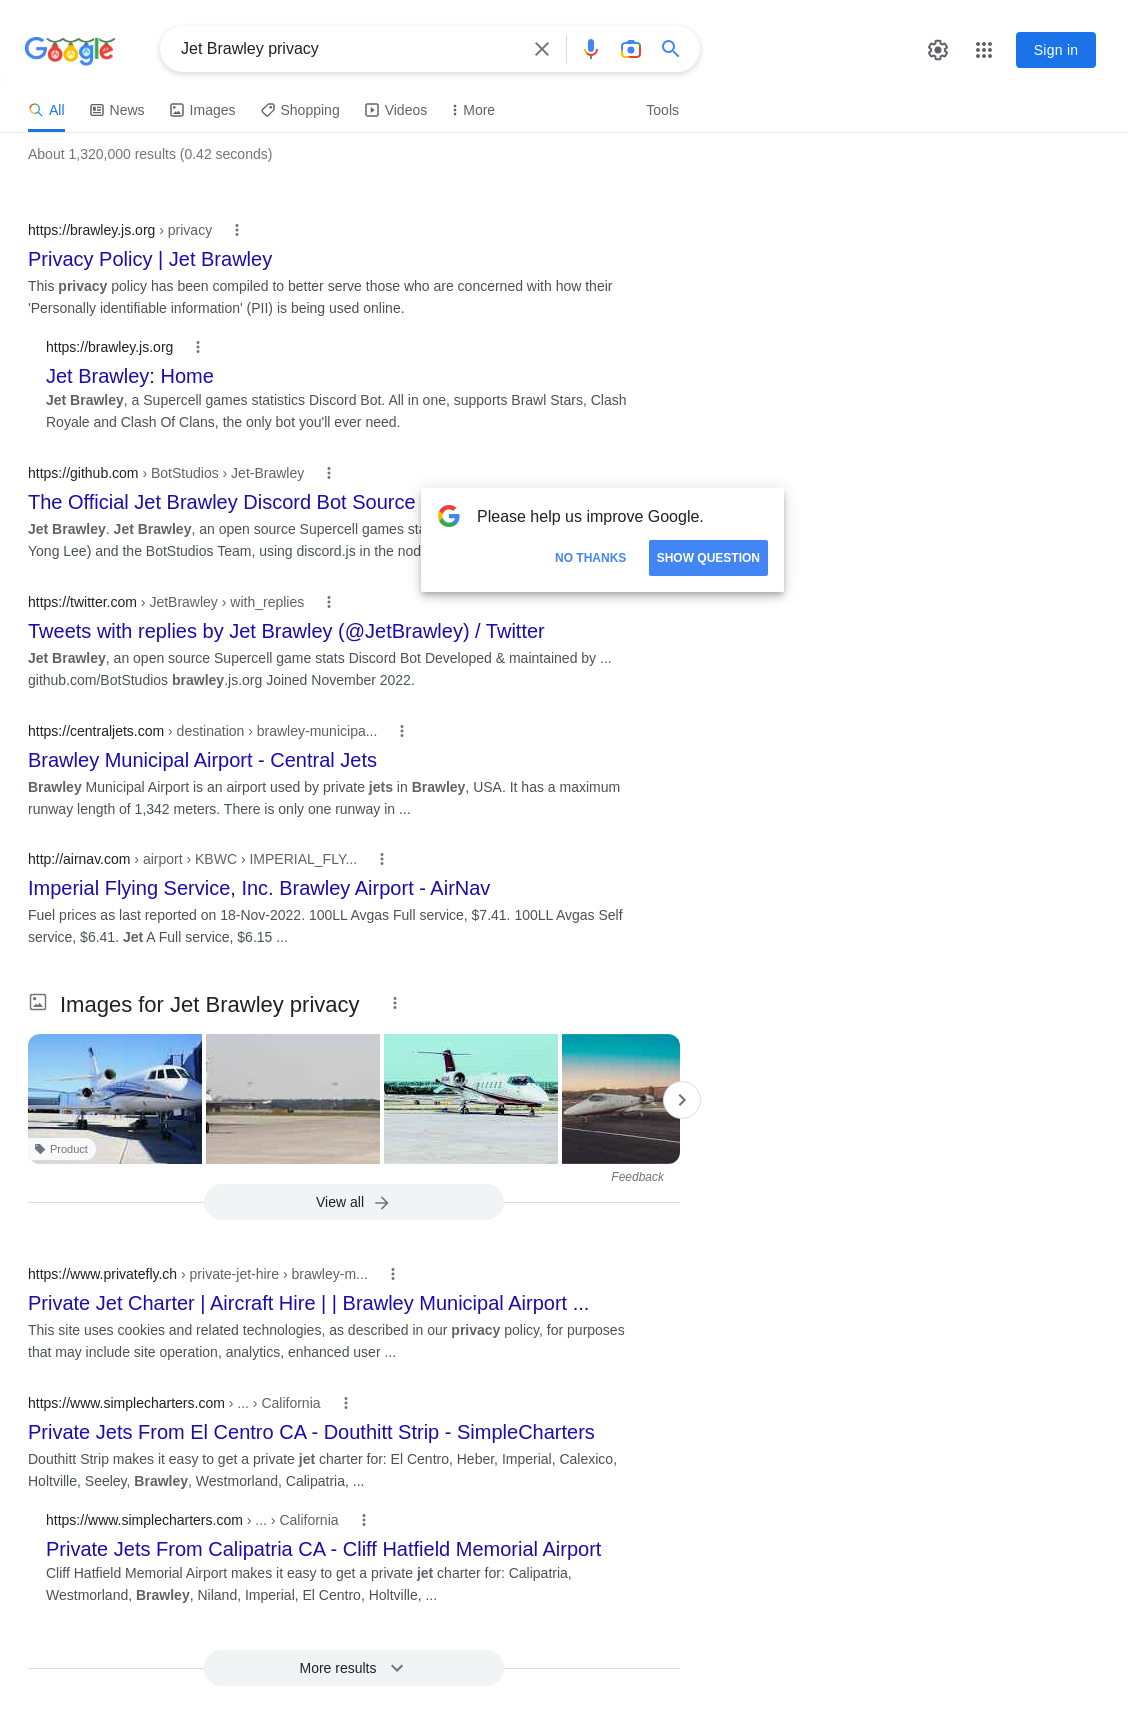 Google
Jet Brawley privacy
Sign in
All
News
Images
Shopping
Videos
More
Tools
About 1,320,000 results (0.42 seconds)
https://brawley.js.org › privacy
Privacy Policy | Jet Brawley
This privacy policy has been compiled to better serve those who are concerned with how their
'Personally identifiable information' (PII) is being used online.
https://brawley.js.org
Jet Brawley: Home
Jet Brawley, a Supercell games statistics Discord Bot. All in one, supports Brawl Stars, Clash
Royale and Clash Of Clans, the only bot you'll ever need.
https://github.com › BotStudios › Jet-Brawley
The Official Jet Brawley Discord Bot Source
Jet Brawley. Jet Brawley, an open source Supercell games
Yong Lee) and the BotStudios Team, using discord.js in the
Please help us improve Google.
NO THANKS
SHOW QUESTION
https://twitter.com › JetBrawley › with_replies
Tweets with replies by Jet Brawley (@JetBrawley) / Twitter
Jet Brawley, an open source Supercell game stats Discord Bot Developed & maintained by ...
github.com/BotStudios brawley.js.org Joined November 2022.
https://centraljets.com › destination › brawley-municipa...
Brawley Municipal Airport - Central Jets
Brawley Municipal Airport is an airport used by private jets in Brawley, USA. It has a maximum
runway length of 1,342 meters. There is only one runway in ...
http://airnav.com › airport › KBWC › IMPERIAL_FLY...
Imperial Flying Service, Inc. Brawley Airport - AirNav
Fuel prices as last reported on 18-Nov-2022. 100LL Avgas Full service, $7.41. 100LL Avgas Self
service, $6.41. Jet A Full service, $6.15 ...
Images for Jet Brawley privacy
Product
Feedback
View all
https://www.privatefly.ch › private-jet-hire › brawley-m...
Private Jet Charter | Aircraft Hire | | Brawley Municipal Airport ...
This site uses cookies and related technologies, as described in our privacy policy, for purposes
that may include site operation, analytics, enhanced user ...
https://www.simplecharters.com › ... › California
Private Jets From El Centro CA - Douthitt Strip - SimpleCharters
Douthitt Strip makes it easy to get a private jet charter for: El Centro, Heber, Imperial, Calexico,
Holtville, Seeley, Brawley, Westmorland, Calipatria, ...
https://www.simplecharters.com › ... › California
Private Jets From Calipatria CA - Cliff Hatfield Memorial Airport
Cliff Hatfield Memorial Airport makes it easy to get a private jet charter for: Calipatria,
Westmorland, Brawley, Niland, Imperial, El Centro, Holtville, ...
More results